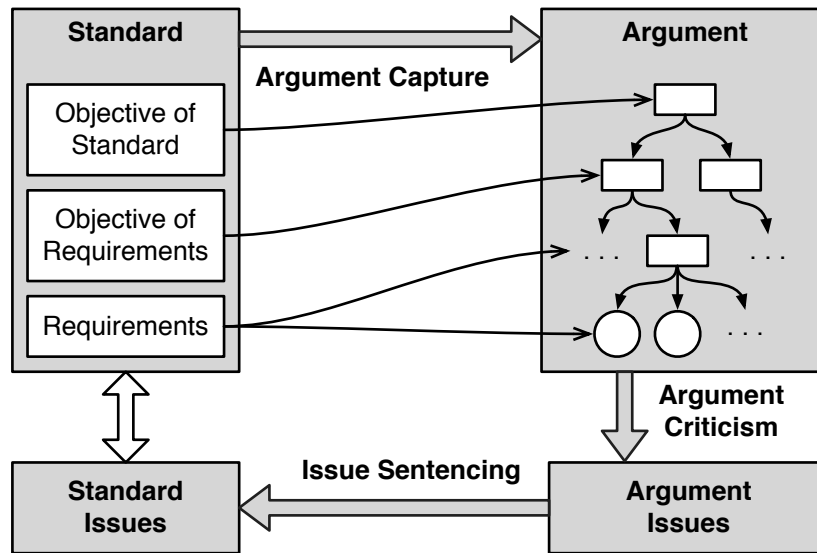 Standard
Argument Capture
Argument
Objective of
Standard
Objective of
Requirements
Requirements
. . .
. . .
. . .
Argument
Criticism
Issue Sentencing
Standard
Issues
Argument
Issues